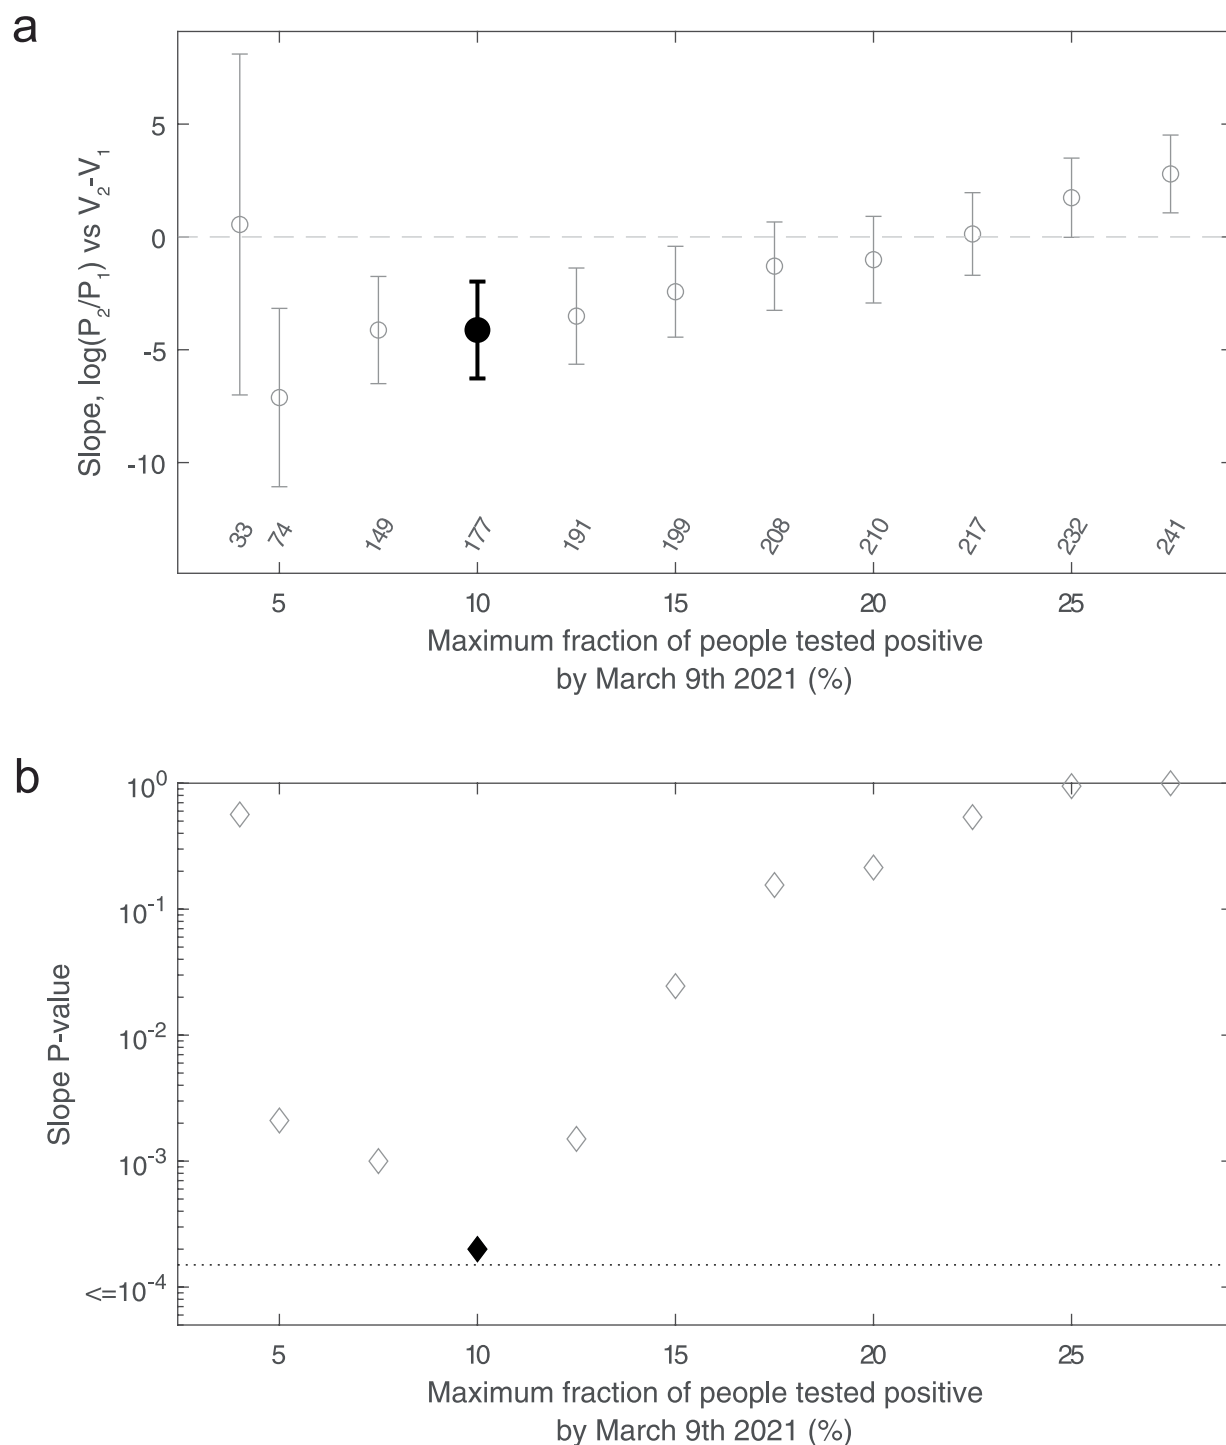 a
Slope, log(P2/P1) vs V2-V1
5
0
-5
-10
33 74 149 177 191 199 208 210 217 232 241
5 10 15 20 25
Maximum fraction of people tested positive
by March 9th 2021 (%)
b
Slope P-value
10^0
10^-1
10^-2
10^-3
<=10^-4
5 10 15 20 25
Maximum fraction of people tested positive
by March 9th 2021 (%)